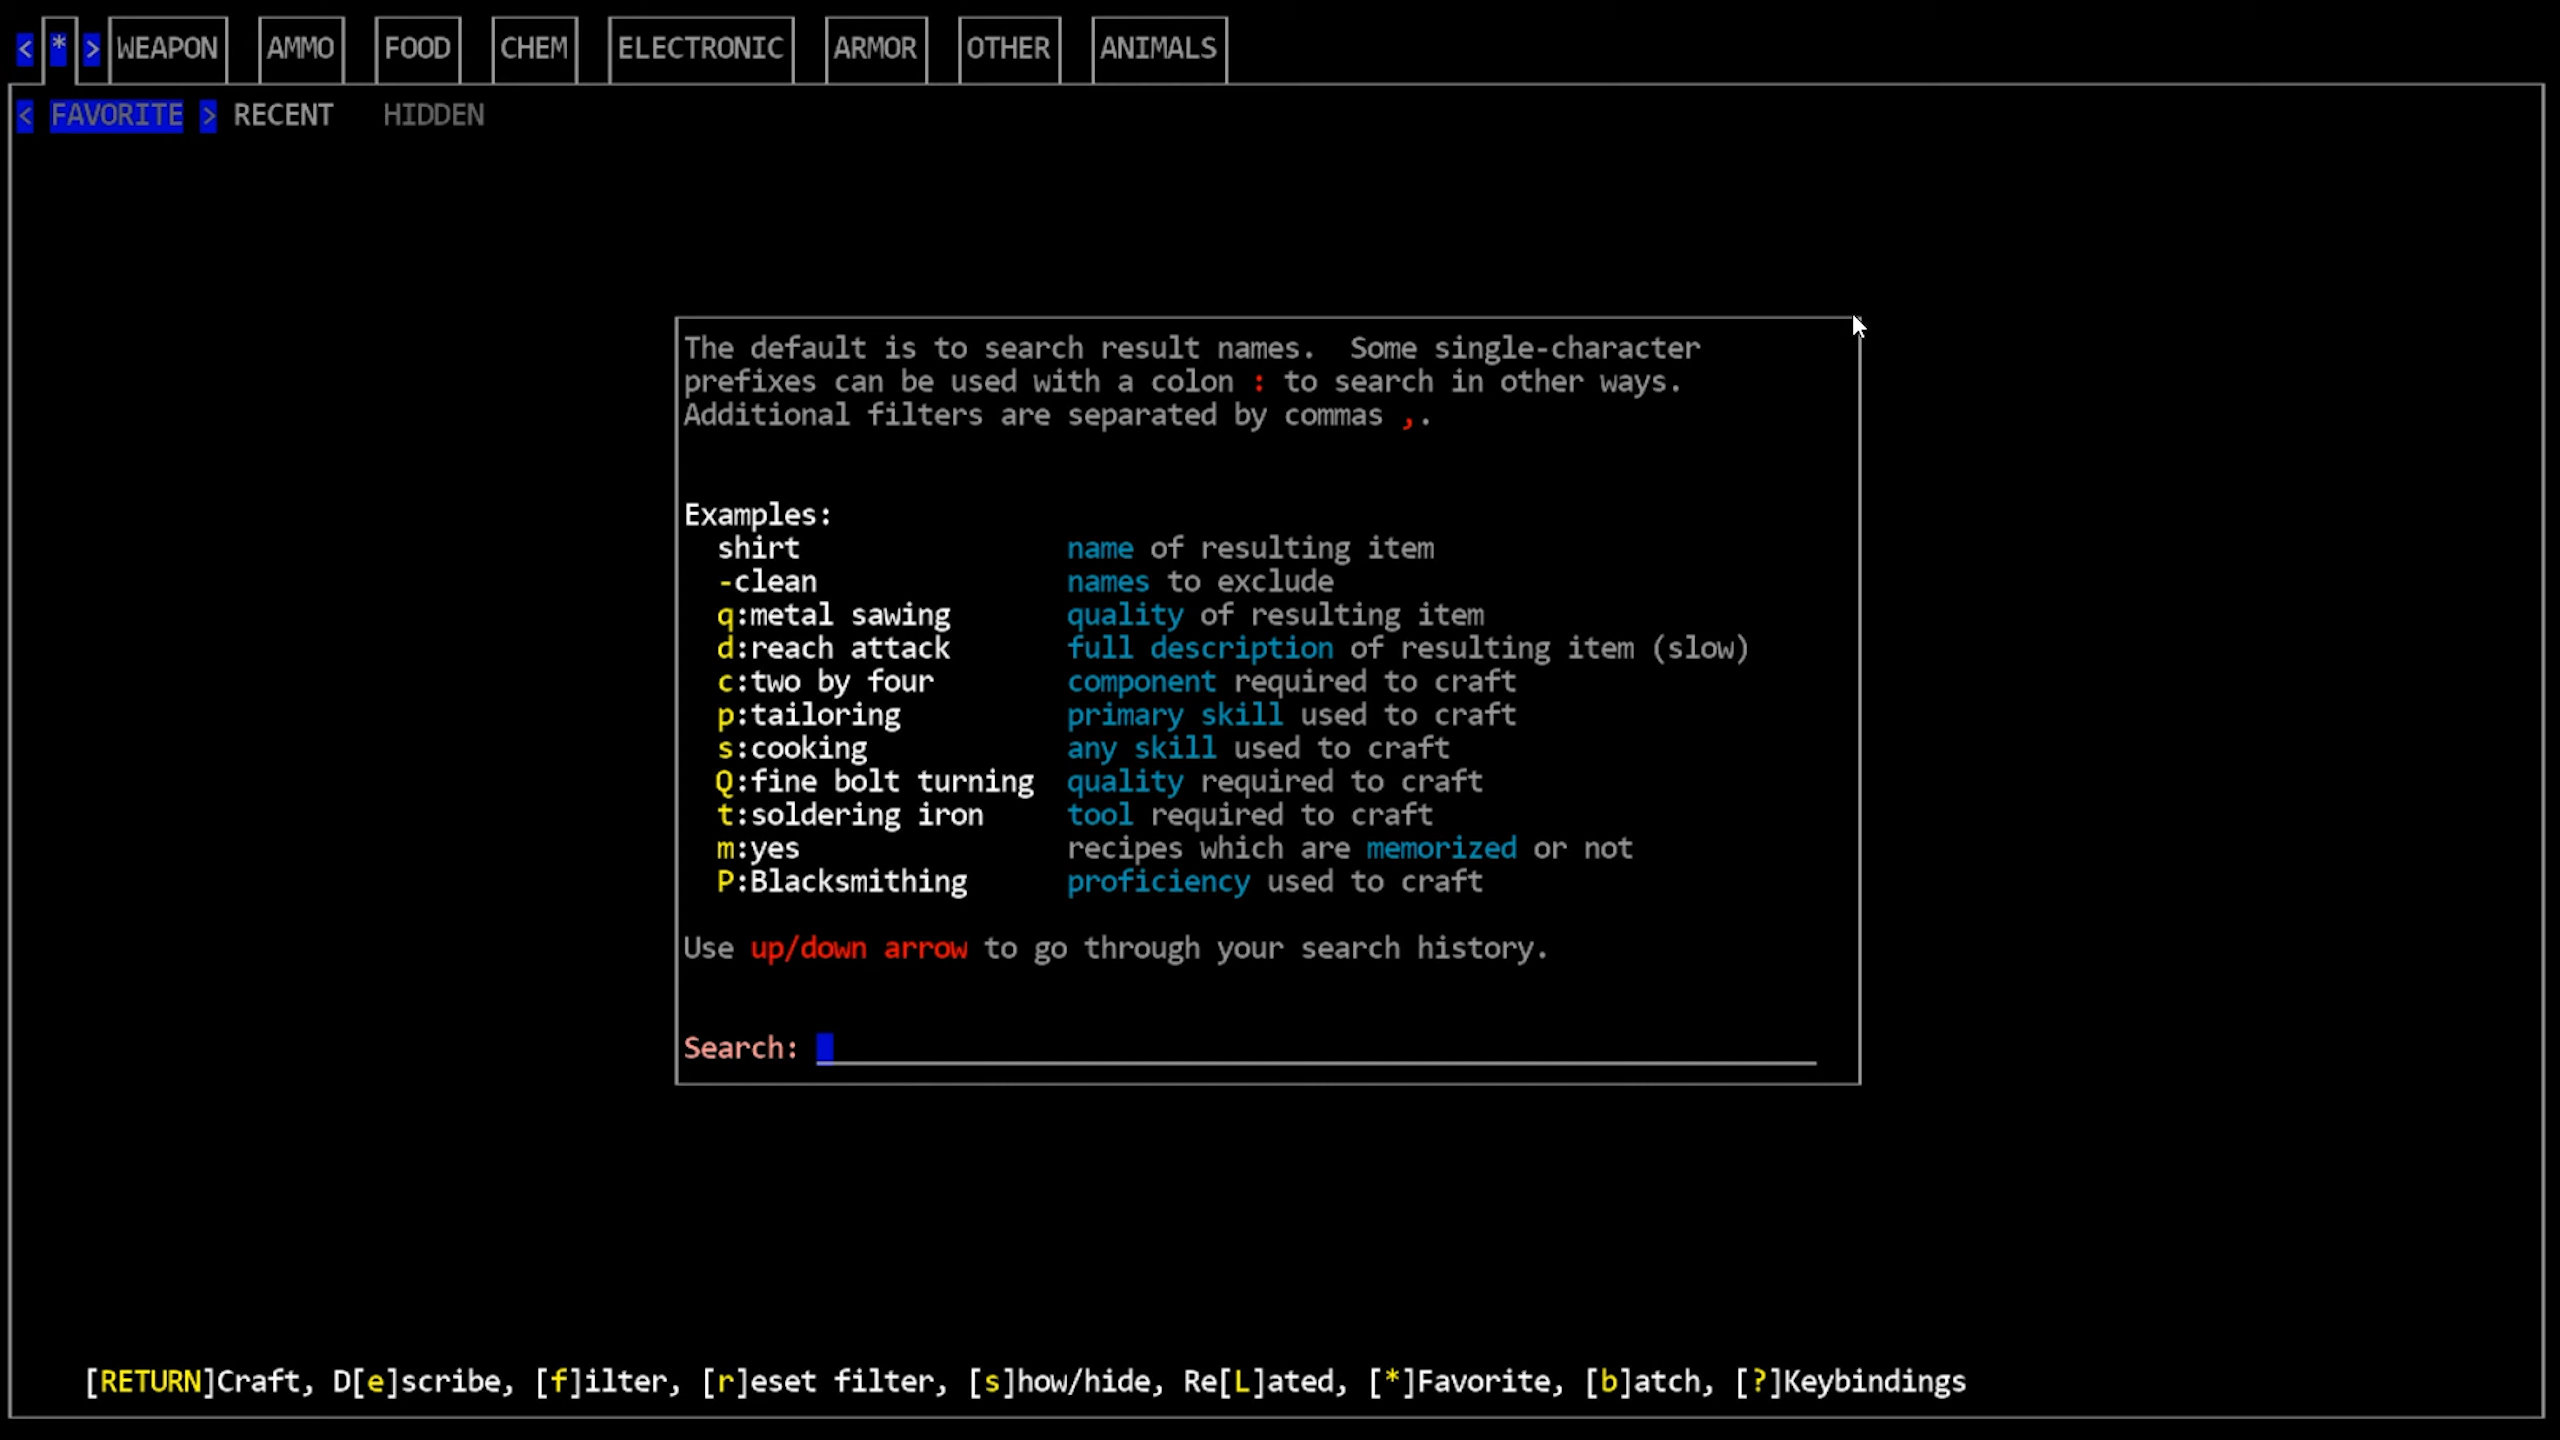 < * > WEAPON AMMO FOOD CHEM ELECTRONIC ARMOR OTHER ANIMALS
< FAVORITE > RECENT HIDDEN
The default is to search result names.  Some single-character
prefixes can be used with a colon : to search in other ways.
Additional filters are separated by commas ,.
Examples:
shirt name of resulting item
-clean names to exclude
q:metal sawing quality of resulting item
d:reach attack full description of resulting item (slow)
c:two by four component required to craft
p:tailoring primary skill used to craft
s:cooking any skill used to craft
Q:fine bolt turning quality required to craft
t:soldering iron tool required to craft
m:yes recipes which are memorized or not
P:Blacksmithing proficiency used to craft
Use up/down arrow to go through your search history.
Search:
[RETURN]Craft, D[e]scribe, [f]ilter, [r]eset filter, [s]how/hide, Re[L]ated, [*]Favorite, [b]atch, [?]Keybindings